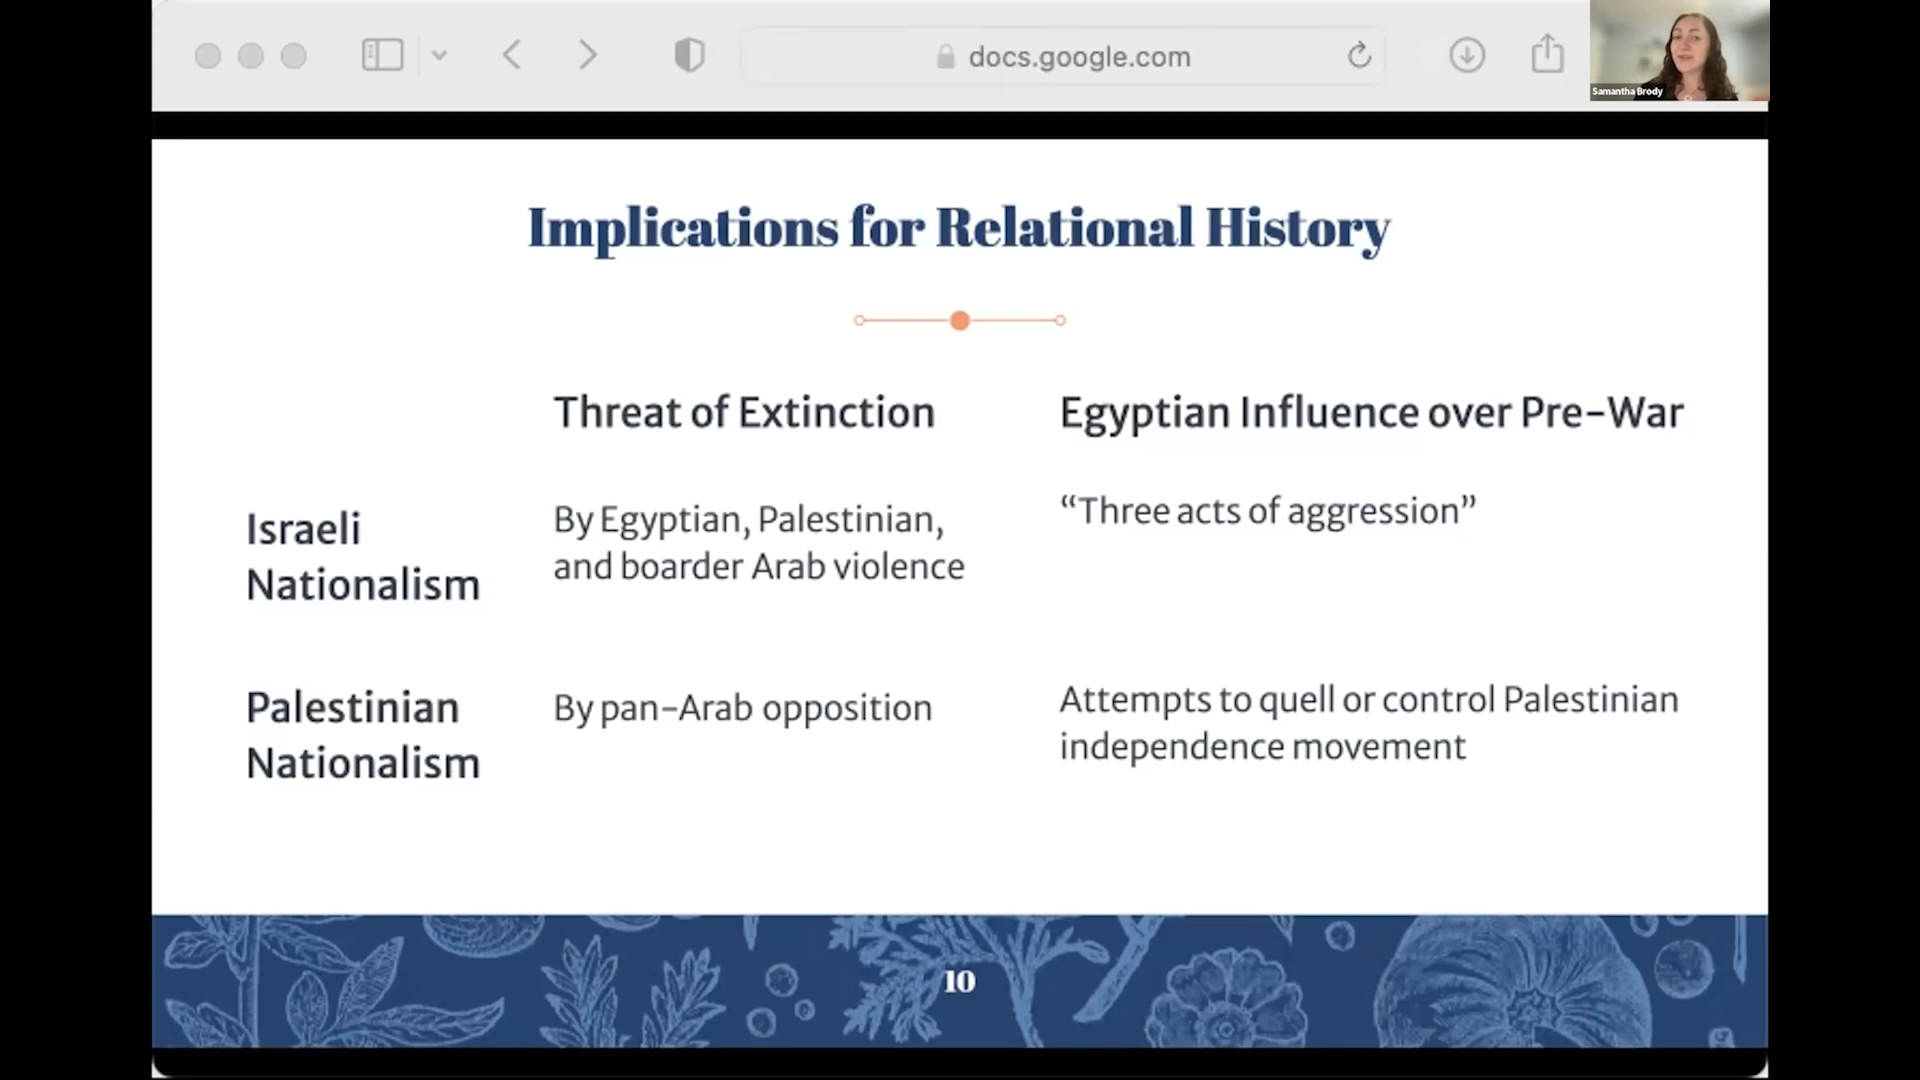 docs.google.com
Samantha Brody
Implications for Relational History
Threat of Extinction
Egyptian Influence over Pre-War
Israeli
Nationalism
By Egyptian, Palestinian,
and boarder Arab violence
“Three acts of aggression”
Palestinian
Nationalism
By pan-Arab opposition
Attempts to quell or control Palestinian
independence movement
10